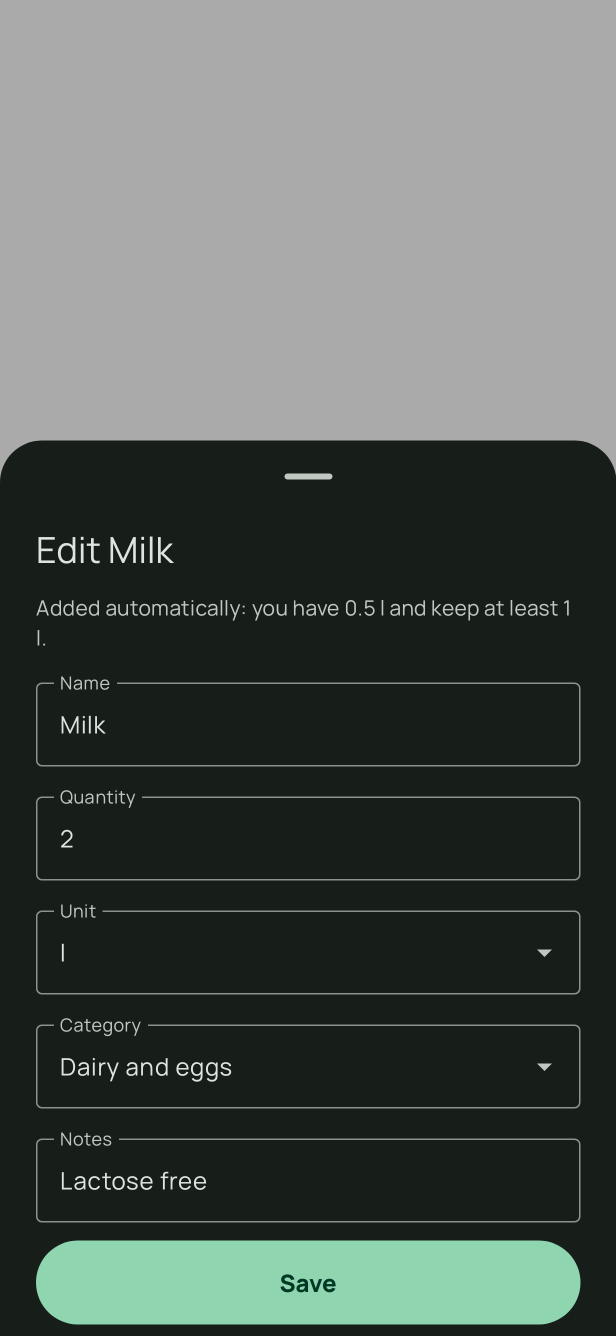 Edit Milk
Added automatically: you have 0.5 l and keep at least 1
l.
Name
Milk
Quantity
2
Unit
l
Category
Dairy and eggs
Notes
Lactose free
Save